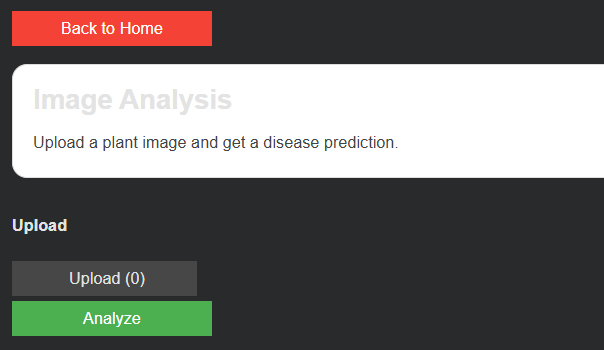 Back to Home
Image Analysis
Upload a plant image and get a disease prediction.
Upload
Upload (0)
Analyze